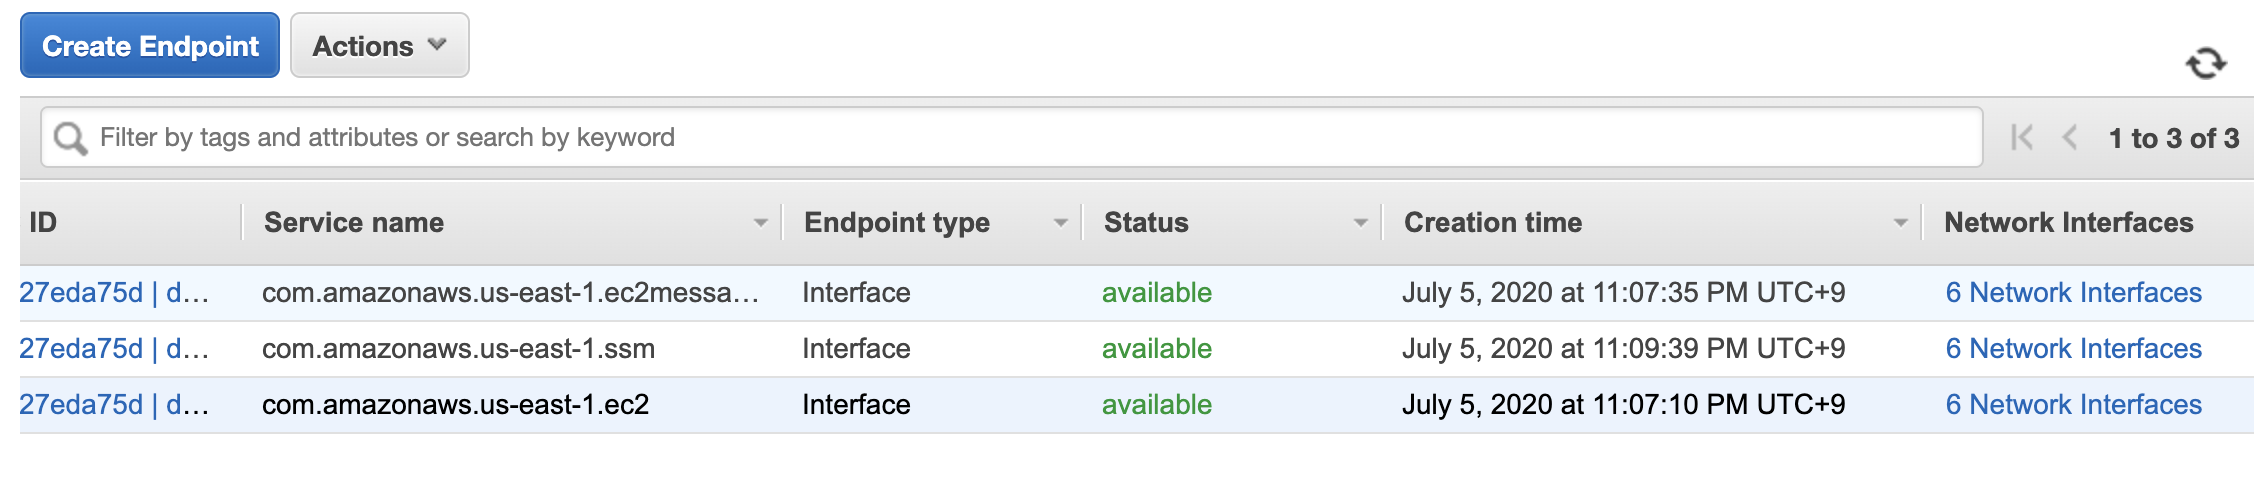 Create Endpoint Actions
Filter by tags and attributes or search by keyword 1 to 3 of 3
ID Service name Endpoint type Status Creation time Network Interfaces
27eda75d | d... com.amazonaws.us-east-1.ec2messa... Interface available July 5, 2020 at 11:07:35 PM UTC+9 6 Network Interfaces
27eda75d | d... com.amazonaws.us-east-1.ssm Interface available July 5, 2020 at 11:09:39 PM UTC+9 6 Network Interfaces
27eda75d | d... com.amazonaws.us-east-1.ec2 Interface available July 5, 2020 at 11:07:10 PM UTC+9 6 Network Interfaces